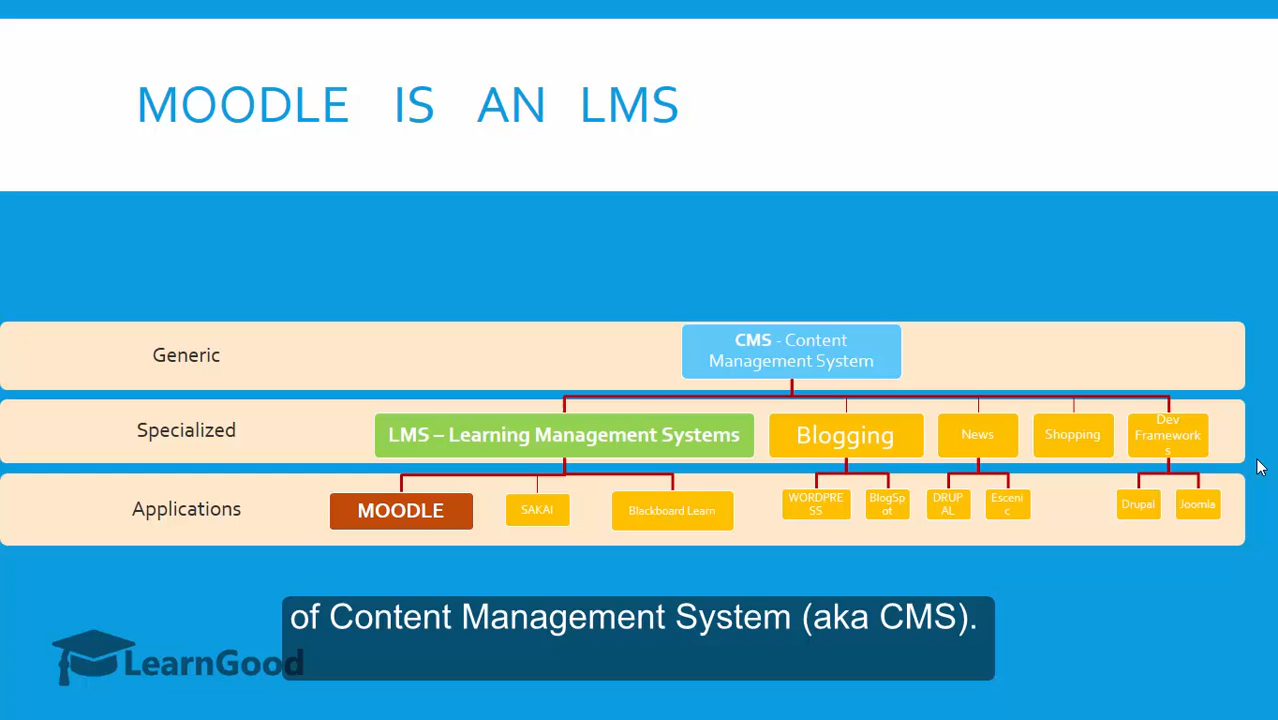 MOODLE IS AN LMS
Generic
CMS - Content
Management System
Specialized
LMS – Learning Management Systems
Blogging
News
Shopping
Dev
Framework
s
Applications
MOODLE
SAKAI
Blackboard Learn
WORDPRE
SS
BlogSp
ot
DRUP
AL
Esceni
c
Drupal
Joomla
of Content Management System (aka CMS).
LearnGood